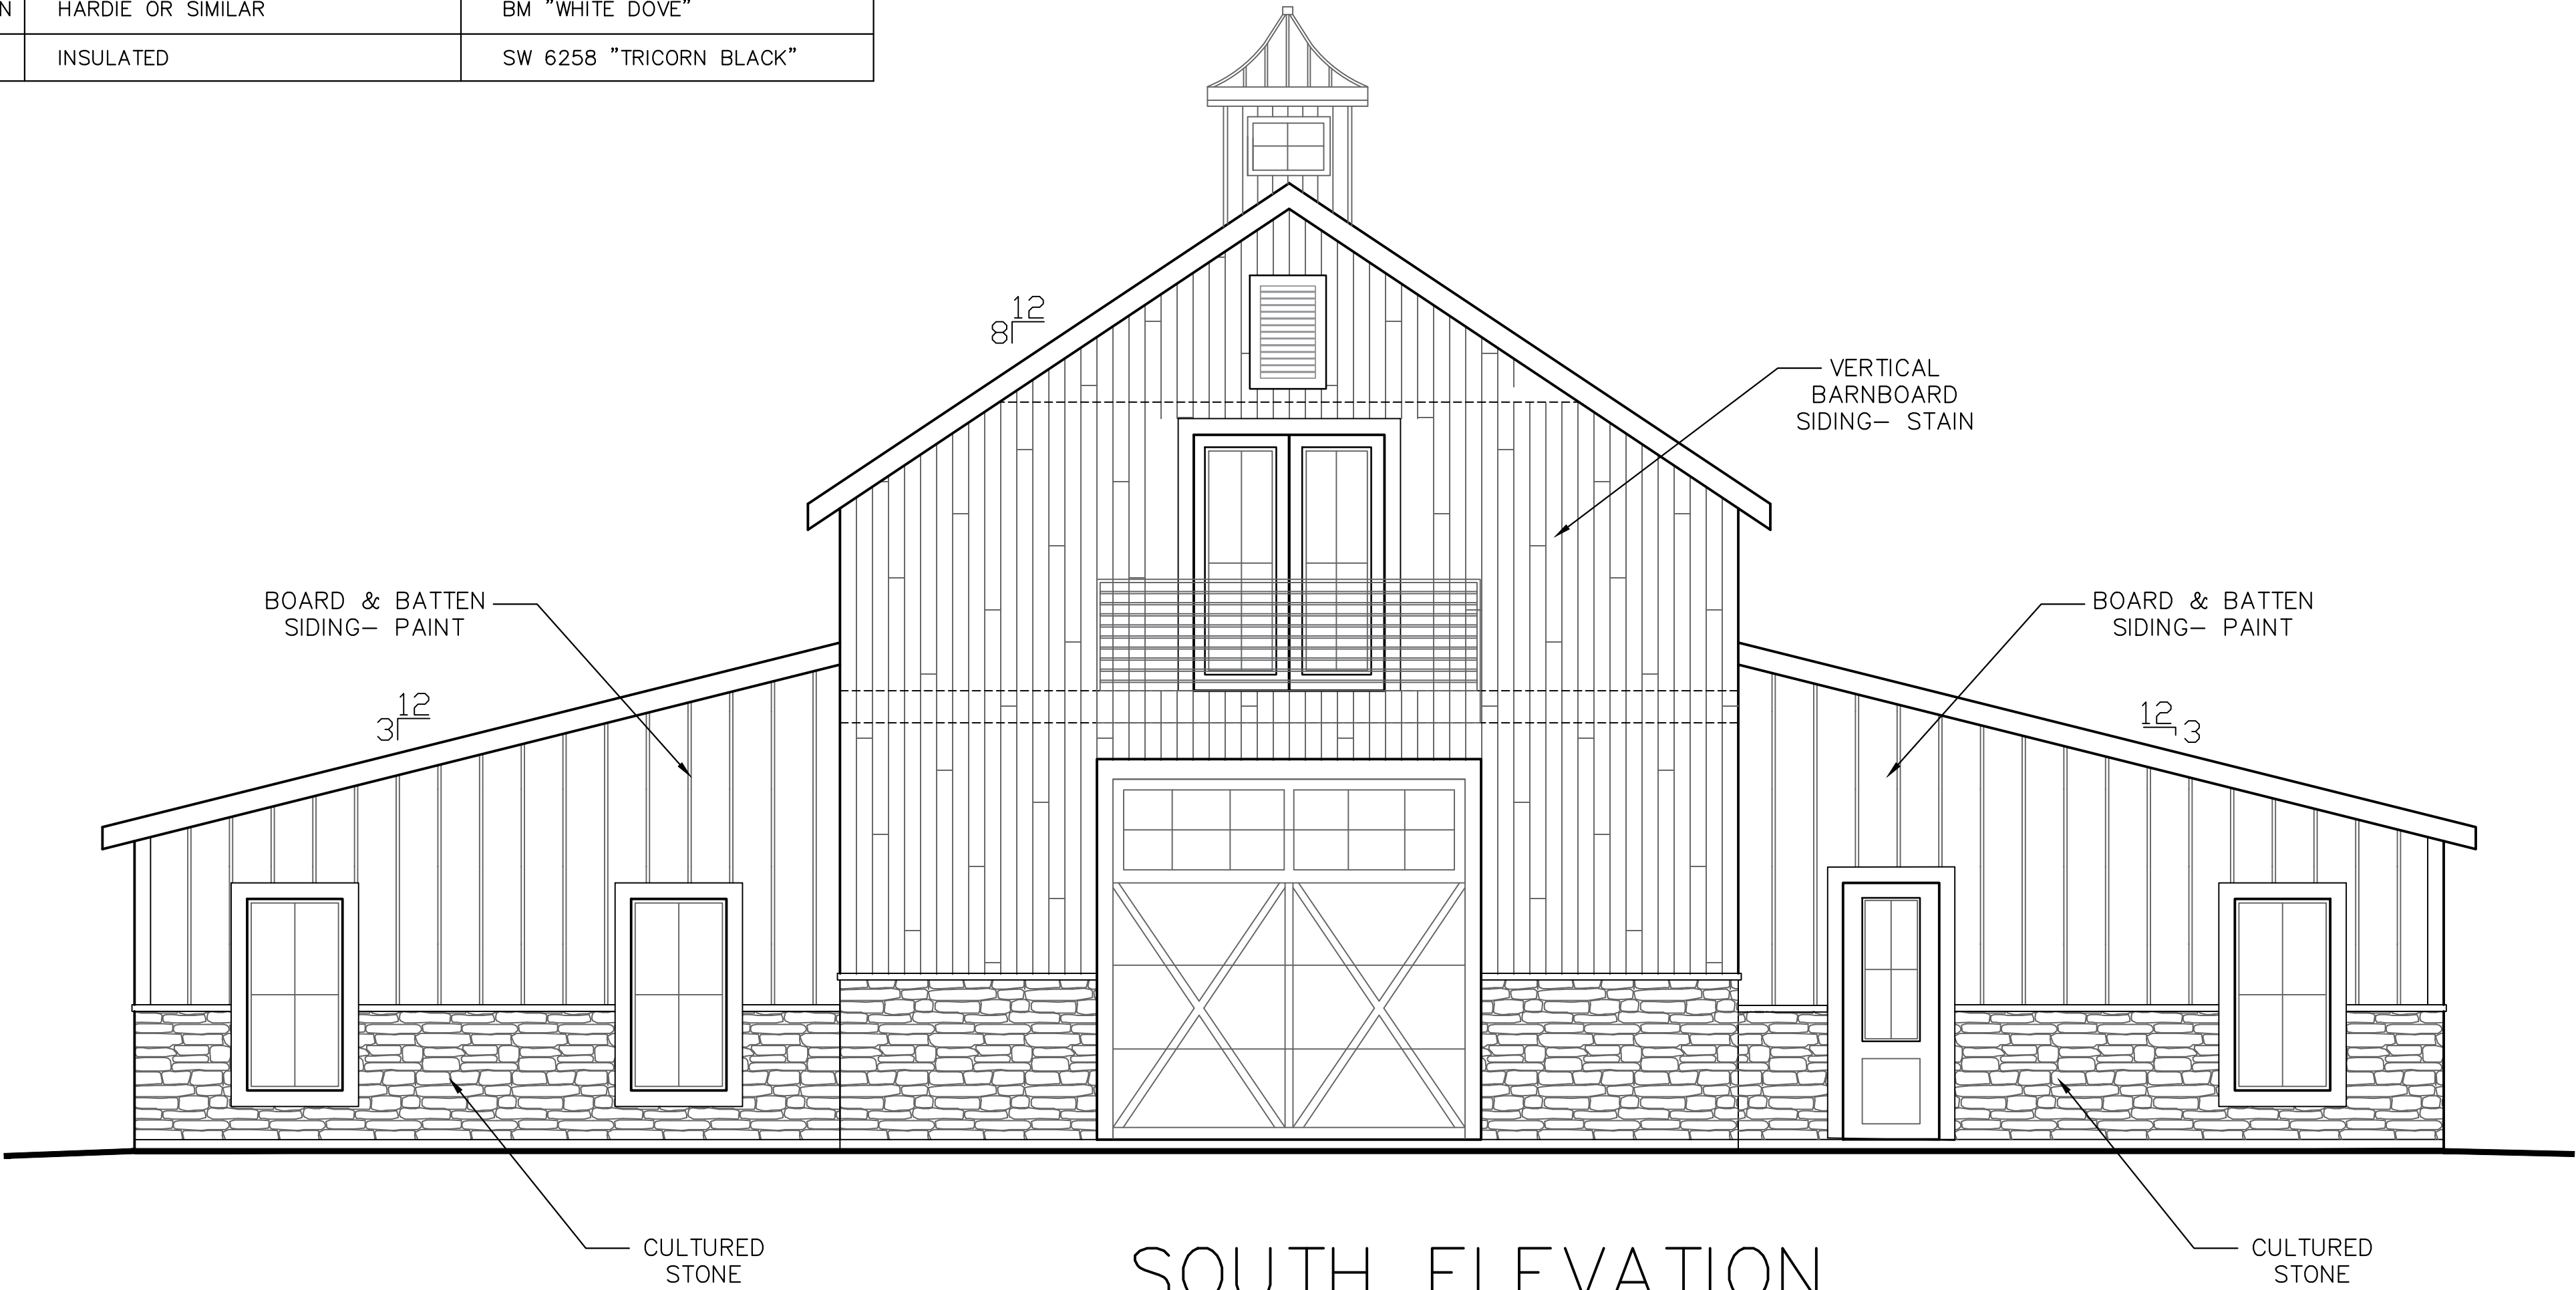 N HARDIE OR SIMILAR BM "WHITE DOVE"
INSULATED SW 6258 "TRICORN BLACK"
12
8
VERTICAL
BARNBOARD
SIDING- STAIN
BOARD & BATTEN
SIDING- PAINT
BOARD & BATTEN
SIDING- PAINT
12
3
12
3
CULTURED
STONE
SOUTH ELEVATION
CULTURED
STONE